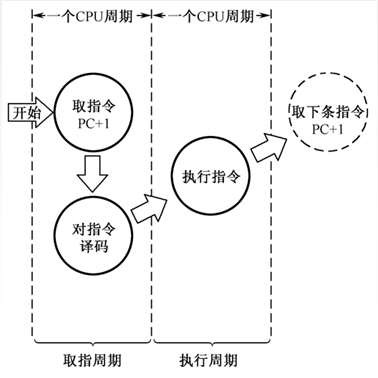 一个CPU周期
一个CPU周期
开始
取指令
PC+1
取下条指令
PC+1
执行指令
对指令
译码
取指周期
执行周期